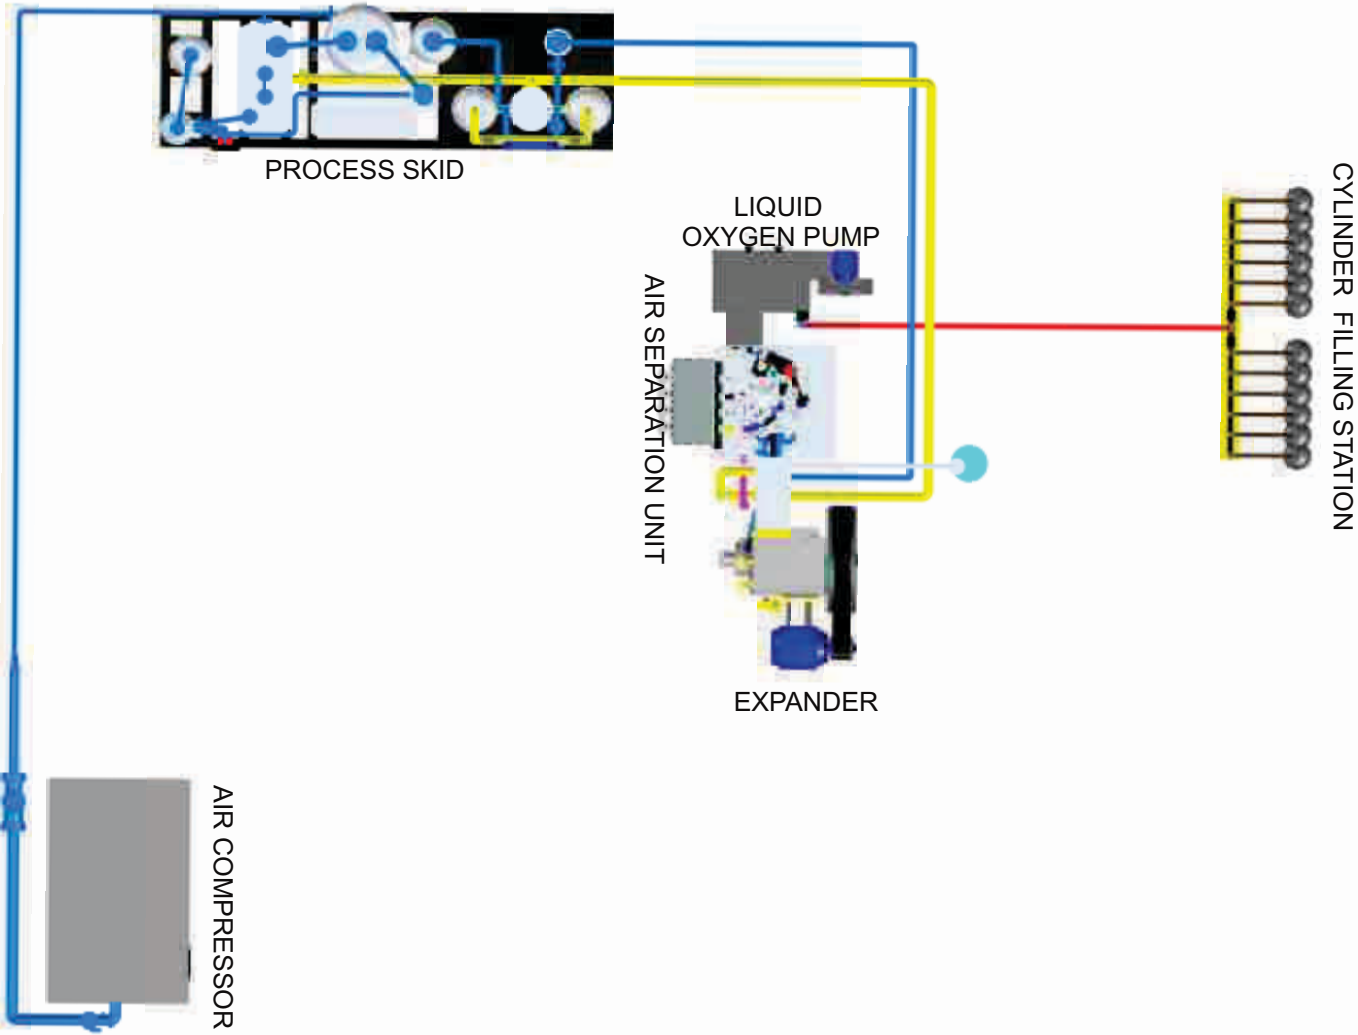 PROCESS SKID
LIQUID
OXYGEN PUMP
AIR SEPARATION UNIT
CYLINDER FILLING STATION
EXPANDER
AIR COMPRESSOR